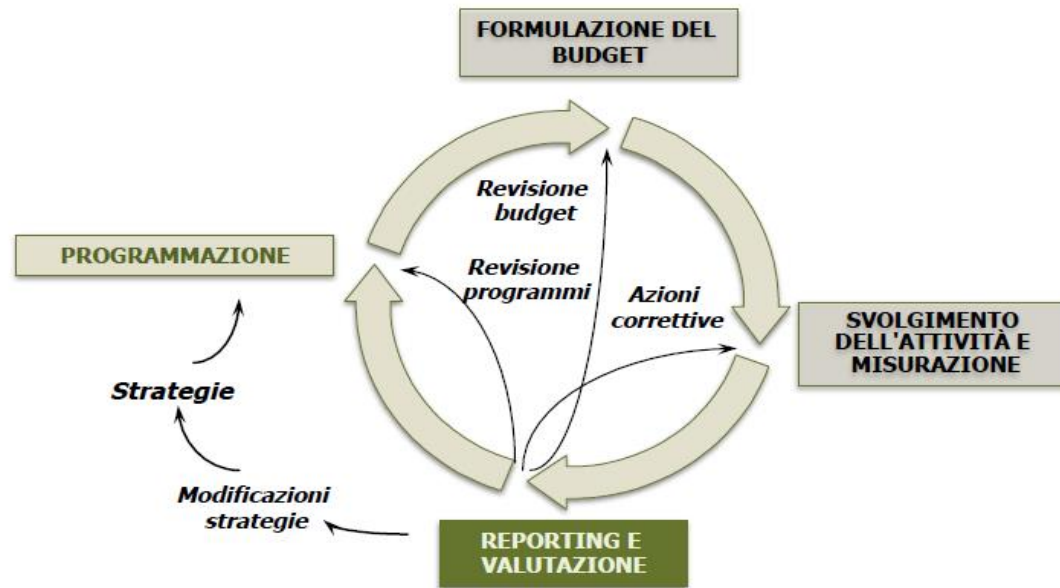 FORMULAZIONE DEL
BUDGET
Revisione
budget
PROGRAMMAZIONE
Revisione
programmi
Azioni
correttive
SVOLGIMENTO
DELL'ATTIVITÀ E
MISURAZIONE
Strategie
Modificazioni
strategie
REPORTING E
VALUTAZIONE